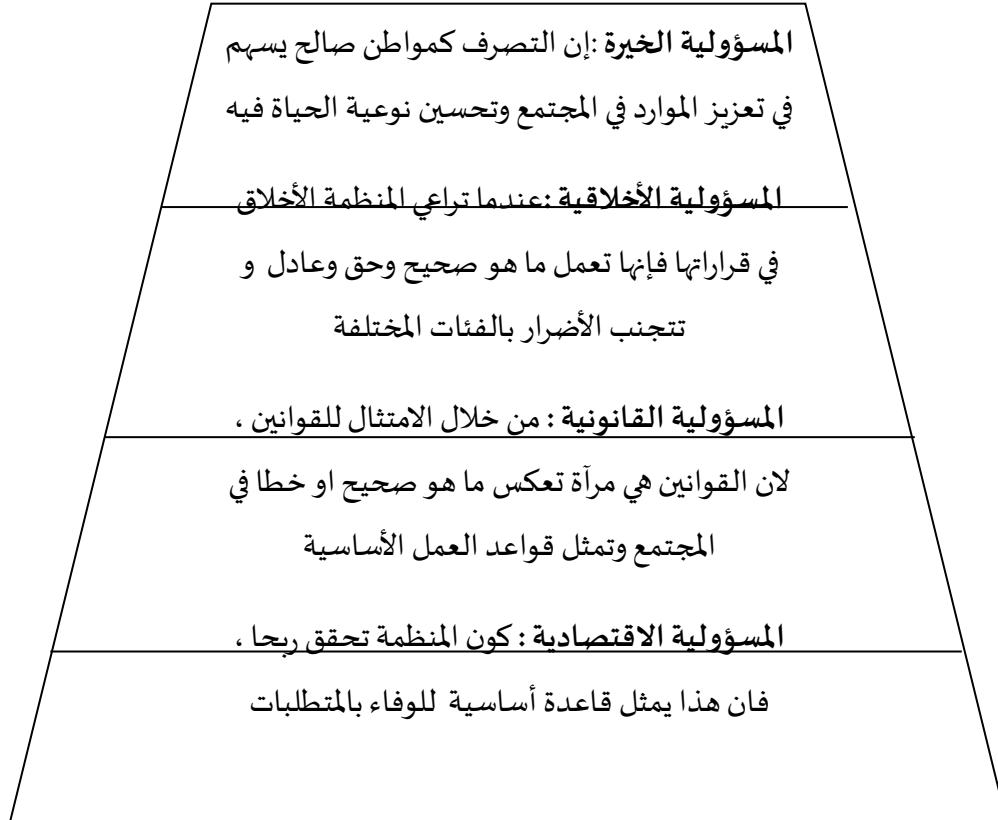 المسؤولية الخيرة :إن التصرف كمواطن صالح يسهم
في تعزيز الموارد في المجتمع وتحسين نوعية الحياة فيه
المسؤولية الأخلاقية :عندما تراعي المنظمة الأخلاق
في قراراتها فإنها تعمل ما هو صحيح وحق وعادل و
تتجنب الأضرار بالفئات المختلفة
المسؤولية القانونية : من خلال الامتثال للقوانين ،
لان القوانين هي مرآة تعكس ما هو صحيح او خطا في
المجتمع وتمثل قواعد العمل الأساسية
المسؤولية الاقتصادية : كون المنظمة تحقق ربحا ،
فان هذا يمثل قاعدة أساسية للوفاء بالمتطلبات